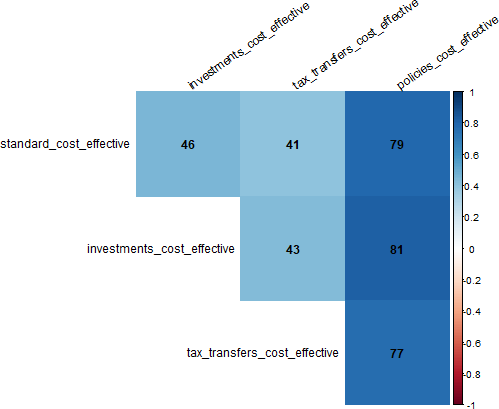 investments_cost_effective
tax_transfers_cost_effective
policies_cost_effective
standard_cost_effective 46 41 79
investments_cost_effective 43 81
tax_transfers_cost_effective 77
1
0.8
0.6
0.4
0.2
0
-0.2
-0.4
-0.6
-0.8
-1